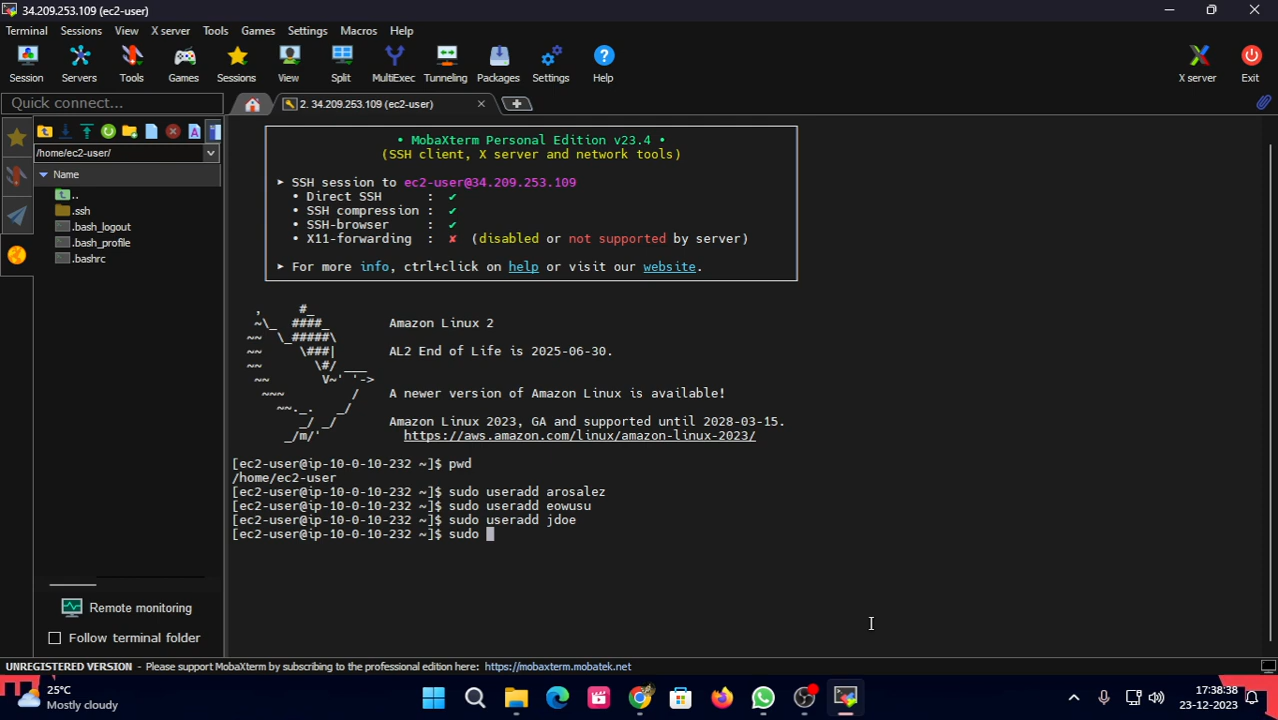 34.209.253.109 (ec2-user)
Terminal Sessions View X server Tools Games Settings Macros Help
Session Servers Tools Games Sessions View Split MultiExec Tunneling Packages Settings Help X server Exit
Quick connect...
2. 34.209.253.109 (ec2-user)
/home/ec2-user/
Name
..
.ssh
.bash_logout
.bash_profile
.bashrc
• MobaXterm Personal Edition v23.4 •
(SSH client, X server and network tools)
► SSH session to ec2-user@34.209.253.109
• Direct SSH : ✔
• SSH compression : ✔
• SSH-browser : ✔
• X11-forwarding : ✘ (disabled or not supported by server)
► For more info, ctrl+click on help or visit our website.
, #_
~\_ ####_ Amazon Linux 2
~~ \_#####\
~~ \###| AL2 End of Life is 2025-06-30.
~~ \#/ ___
~~ V~' '->
~~~ / A newer version of Amazon Linux is available!
~~._. _/
_/ _/ Amazon Linux 2023, GA and supported until 2028-03-15.
_/m/' https://aws.amazon.com/linux/amazon-linux-2023/
[ec2-user@ip-10-0-10-232 ~]$ pwd
/home/ec2-user
[ec2-user@ip-10-0-10-232 ~]$ sudo useradd arosalez
[ec2-user@ip-10-0-10-232 ~]$ sudo useradd eowusu
[ec2-user@ip-10-0-10-232 ~]$ sudo useradd jdoe
[ec2-user@ip-10-0-10-232 ~]$ sudo
Remote monitoring
Follow terminal folder
UNREGISTERED VERSION - Please support MobaXterm by subscribing to the professional edition here: https://mobaxterm.mobatek.net
25°C
Mostly cloudy
17:38:38
23-12-2023